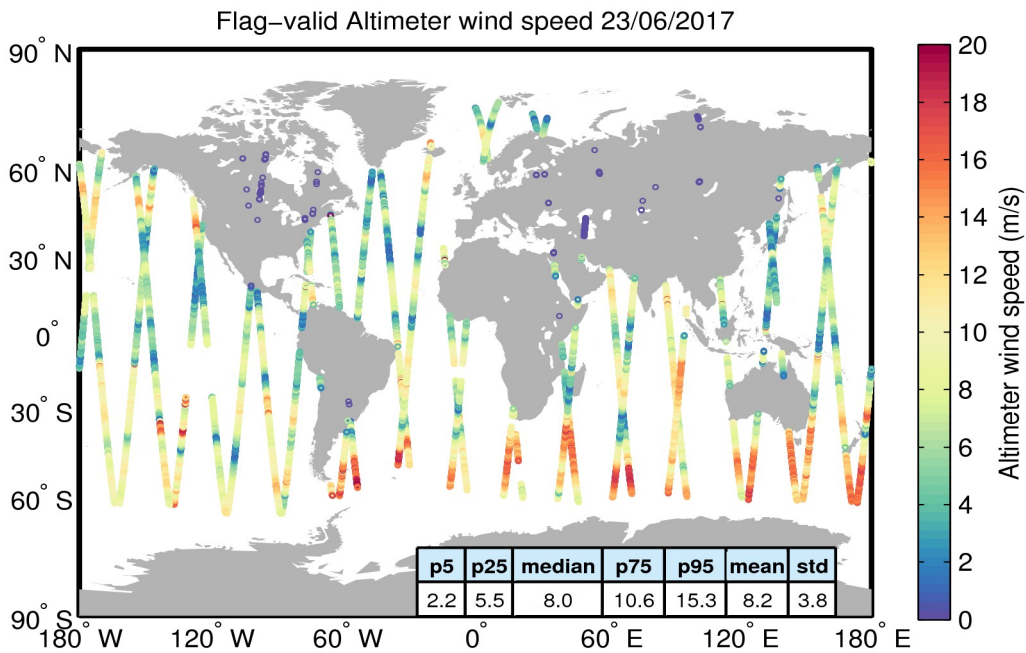 Flag−valid Altimeter wind speed 23/06/2017
90° N
60° N
30° N
0°
30° S
60° S
90° S
180° W
120° W
60° W
0°
60° E
120° E
180° E
p5 p25 median p75 p95 mean std
2.2 5.5 8.0 10.6 15.3 8.2 3.8
20
18
16
14
12
10
8
6
4
2
0
Altimeter wind speed (m/s)